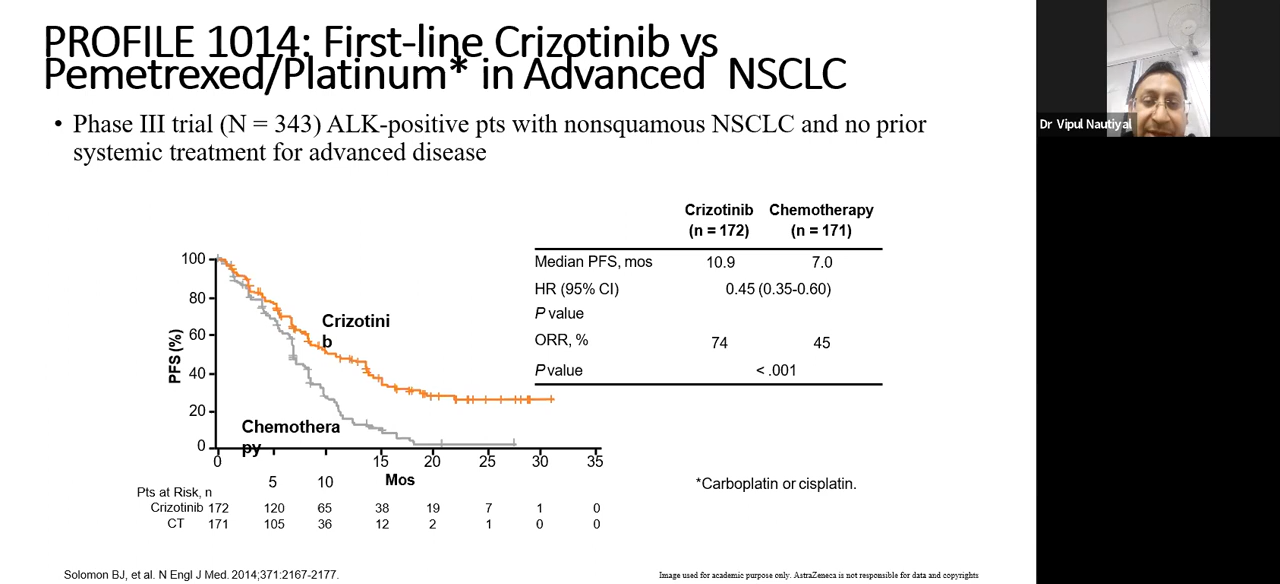 PROFILE 1014: First-line Crizotinib vs
Pemetrexed/Platinum* in Advanced NSCLC
• Phase III trial (N = 343) ALK-positive pts with nonsquamous NSCLC and no prior
systemic treatment for advanced disease
Dr Vipul Nautiyal
Crizotinib Chemotherapy
(n = 172) (n = 171)
Median PFS, mos 10.9 7.0
HR (95% CI) 0.45 (0.35-0.60)
P value
ORR, % 74 45
P value < .001
PFS (%)
100
80
60
40
20
0
Crizotini
b
Chemothera
py
0 15 20 25 30 35
5 10 Mos
Pts at Risk, n
Crizotinib 172 120 65 38 19 7 1 0
CT 171 105 36 12 2 1 0 0
*Carboplatin or cisplatin.
Solomon BJ, et al. N Engl J Med. 2014;371:2167-2177.
Image used for academic purpose only. AstraZeneca is not responsible for data and copyrights